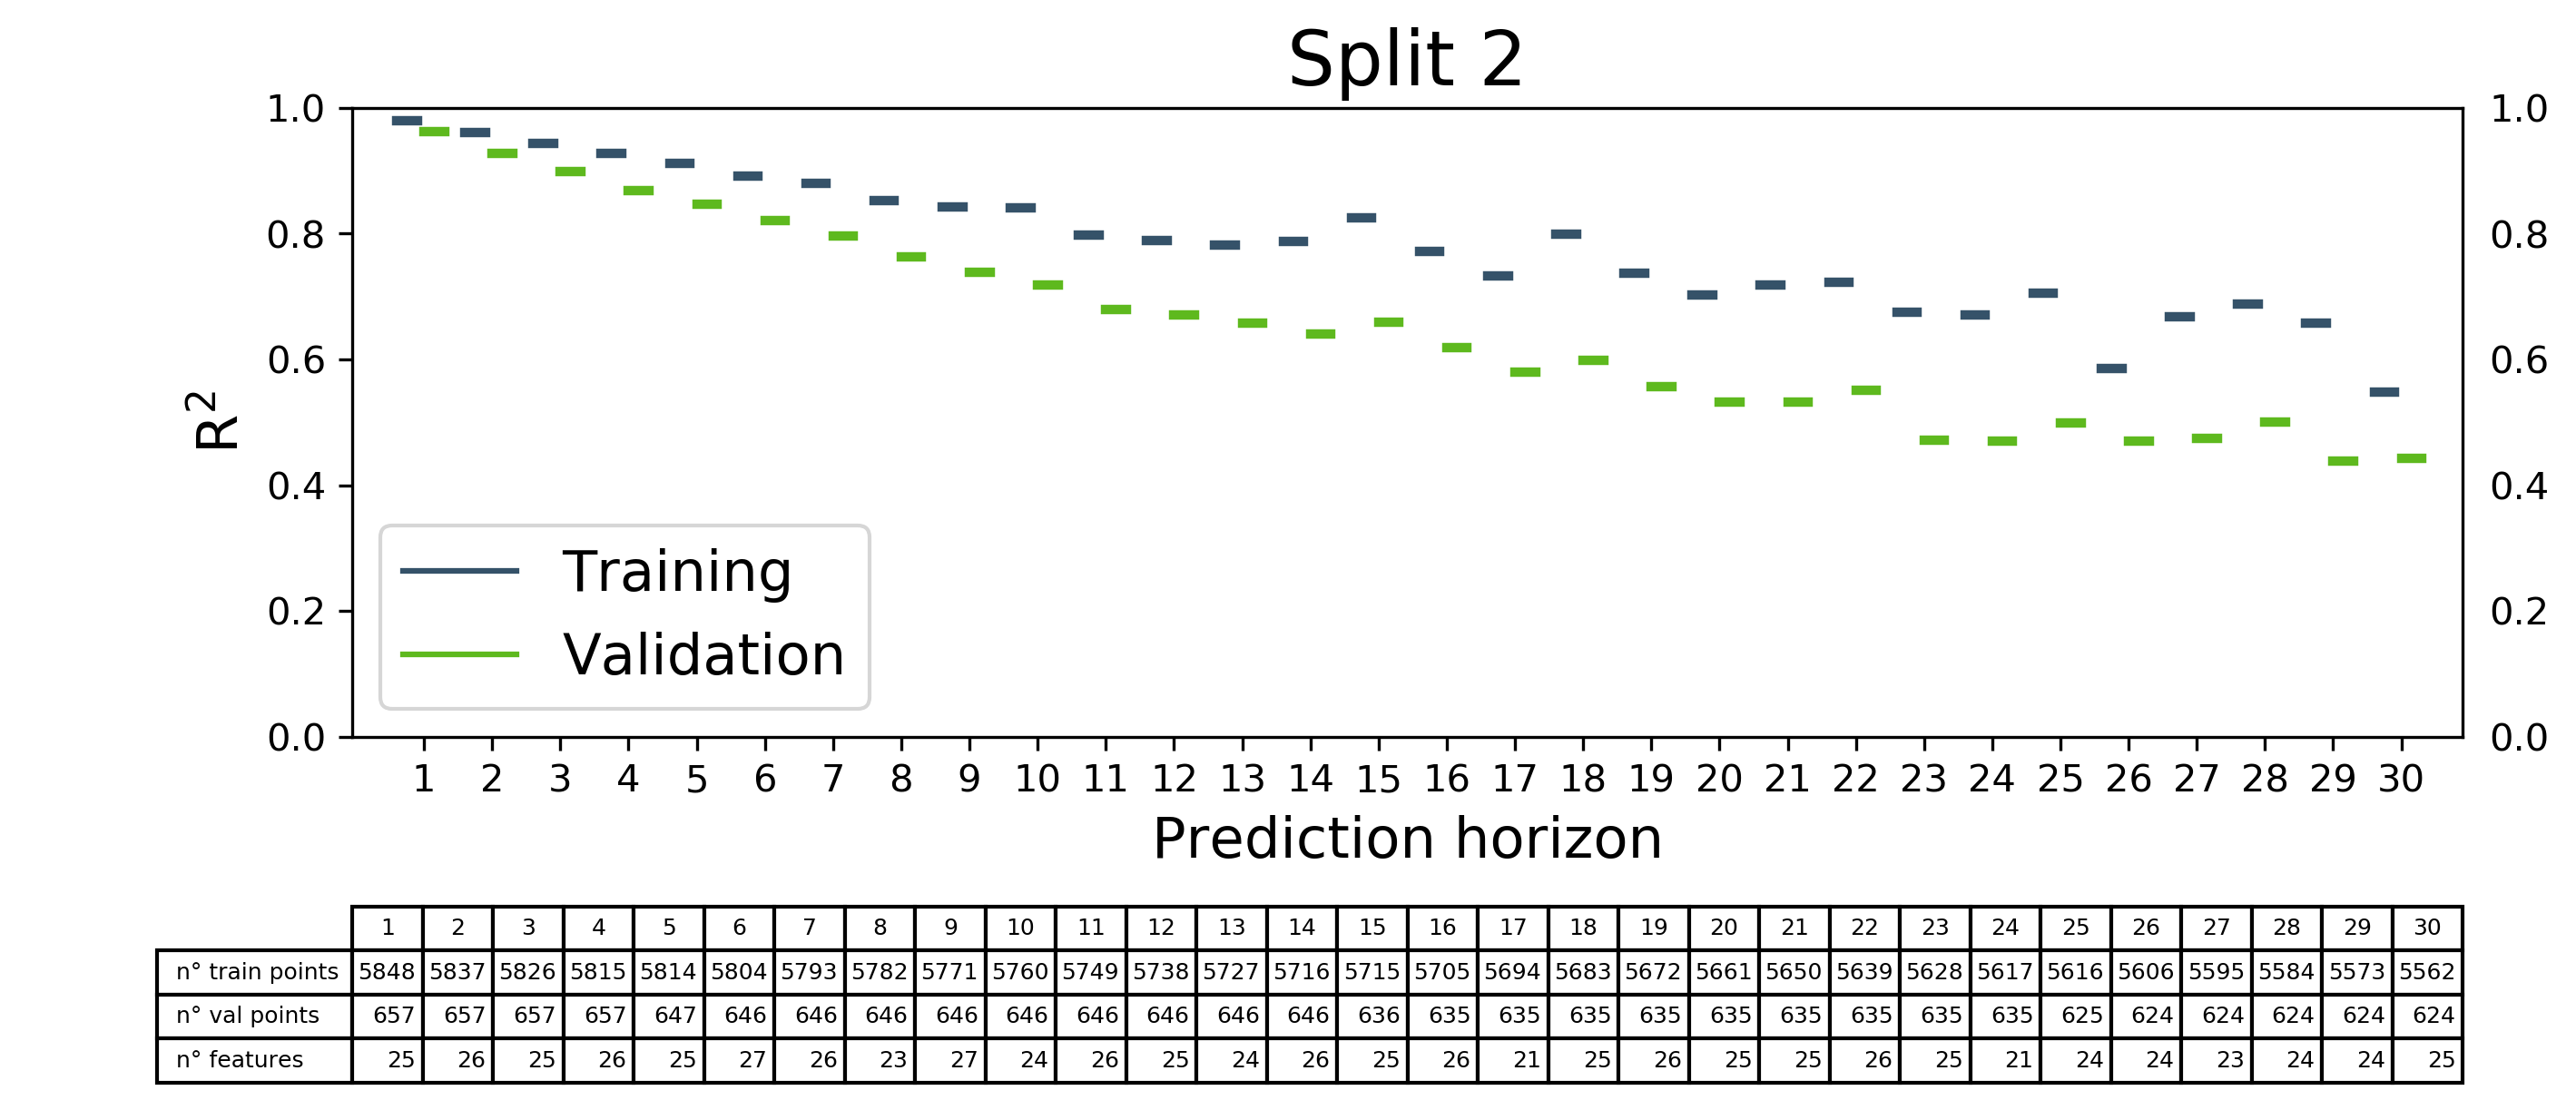 Split 2
1.0 1.0
0.8 0.8
0.6 0.6
R²
0.4 0.4
Training
0.2 0.2
Validation
0.0 0.0
1 2 3 4 5 6 7 8 9 10 11 12 13 14 15 16 17 18 19 20 21 22 23 24 25 26 27 28 29 30
Prediction horizon
1 2 3 4 5 6 7 8 9 10 11 12 13 14 15 16 17 18 19 20 21 22 23 24 25 26 27 28 29 30
n° train points 5848 5837 5826 5815 5814 5804 5793 5782 5771 5760 5749 5738 5727 5716 5715 5705 5694 5683 5672 5661 5650 5639 5628 5617 5616 5606 5595 5584 5573 5562
n° val points 657 657 657 657 647 646 646 646 646 646 646 646 646 646 636 635 635 635 635 635 635 635 635 635 625 624 624 624 624 624
n° features 25 26 25 26 25 27 26 23 27 24 26 25 24 26 25 26 21 25 26 25 25 26 25 21 24 24 23 24 24 25